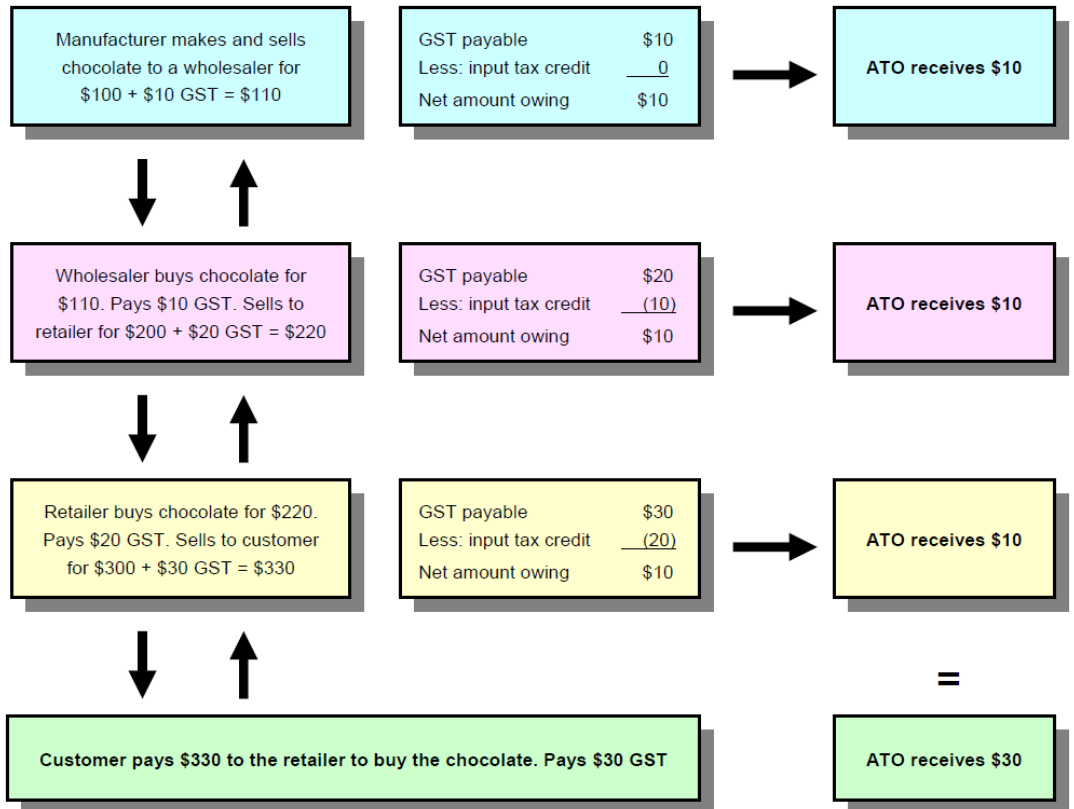 Manufacturer makes and sells
chocolate to a wholesaler for
$100 + $10 GST = $110
GST payable $10
Less: input tax credit 0
Net amount owing $10
ATO receives $10
Wholesaler buys chocolate for
$110. Pays $10 GST. Sells to
retailer for $200 + $20 GST = $220
GST payable $20
Less: input tax credit (10)
Net amount owing $10
ATO receives $10
Retailer buys chocolate for $220.
Pays $20 GST. Sells to customer
for $300 + $30 GST = $330
GST payable $30
Less: input tax credit (20)
Net amount owing $10
ATO receives $10
=
Customer pays $330 to the retailer to buy the chocolate. Pays $30 GST
ATO receives $30